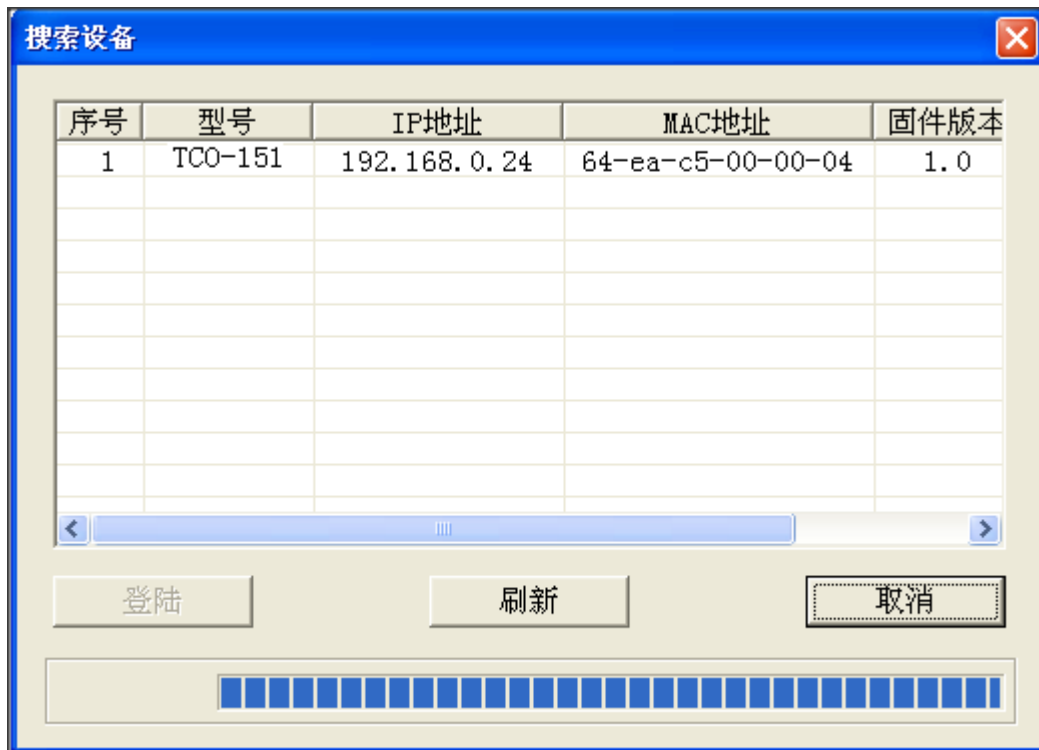 搜索设备
序号 型号 IP地址 MAC地址 固件版本
1 TCO-151 192.168.0.24 64-ea-c5-00-00-04 1.0
登陆 刷新 取消